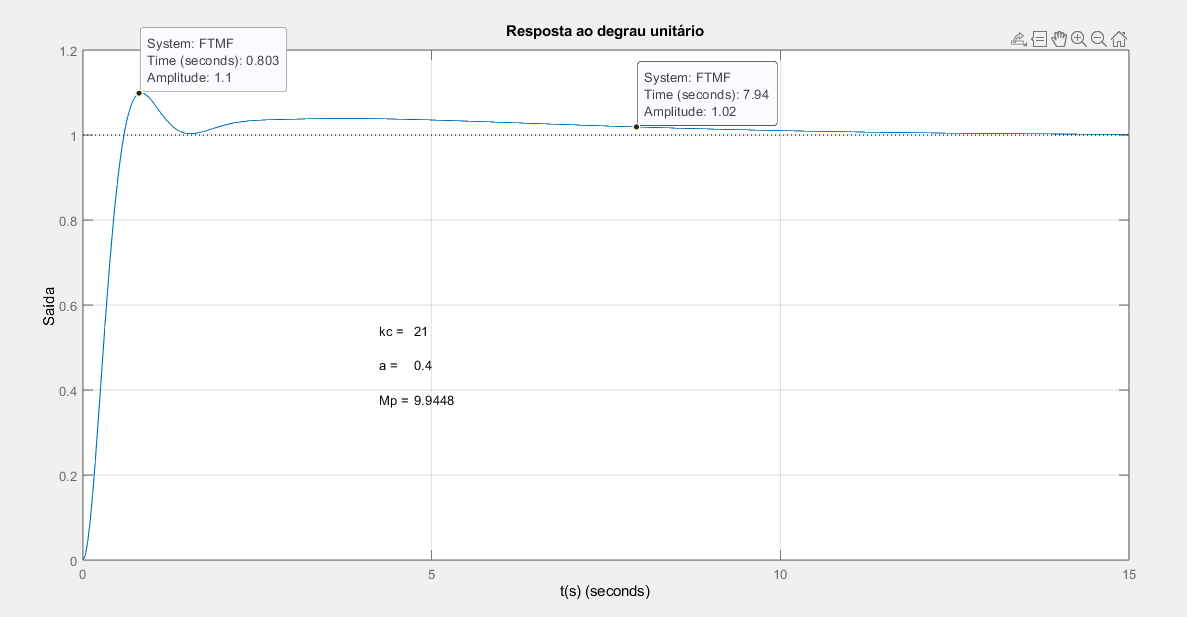 Resposta ao degrau unitário
System: FTMF
Time (seconds): 0.803
Amplitude: 1.1
System: FTMF
Time (seconds): 7.94
Amplitude: 1.02
1.2
1
0.8
0.6
0.4
0.2
0
Saída
kc = 21
a = 0.4
Mp = 9.9448
0 5 10 15
t(s) (seconds)